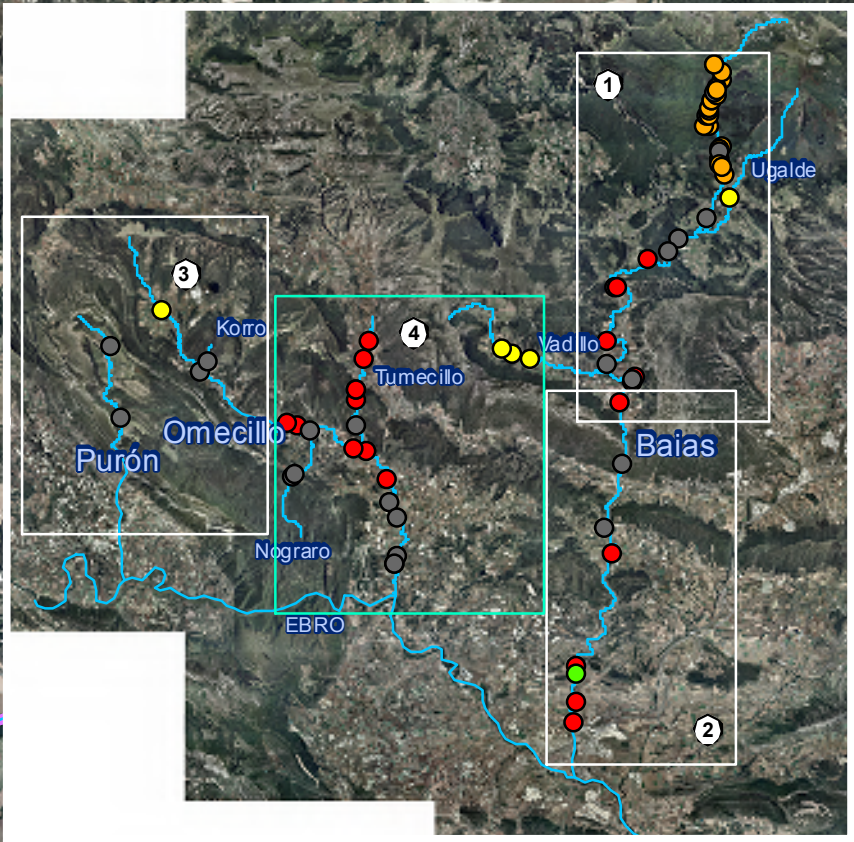 1
Ugalde
3
Korro
4
Vadillo
Tumecillo
Omecillo
Baias
Purón
Nograro
EBRO
2